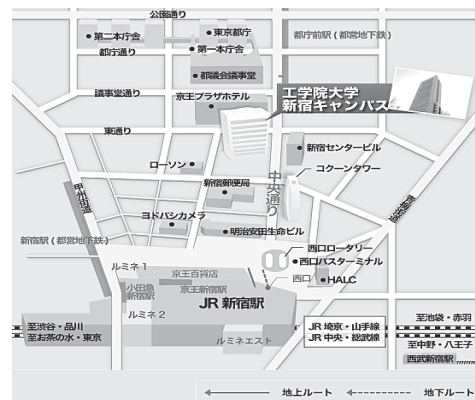 公園通り
東京都庁
第二本庁舎
都庁前駅(都営地下鉄)
第一本庁舎
都庁通り
都議会議事堂
工学院大学
新宿キャンパス
議事堂通り
京王プラザホテル
東通り
新宿センタービル
ローソン
コクーンタワー
中央通り
新宿郵便局
甲州街道
ヨドバシカメラ
明治安田生命ビル
新宿駅(都営地下鉄)
西口ロータリー
西口バスターミナル
ルミネ 1
京王百貨店
西口
HALC
小田急
新宿駅
京王新宿駅
JR 新宿駅
ルミネ 2
至池袋・赤羽
至渋谷・品川
至お茶の水・東京
JR 埼京・山手線
JR 中央・総武線
ルミネエスト
至中野・八王子
西武新宿駅
地上ルート
地下ルート